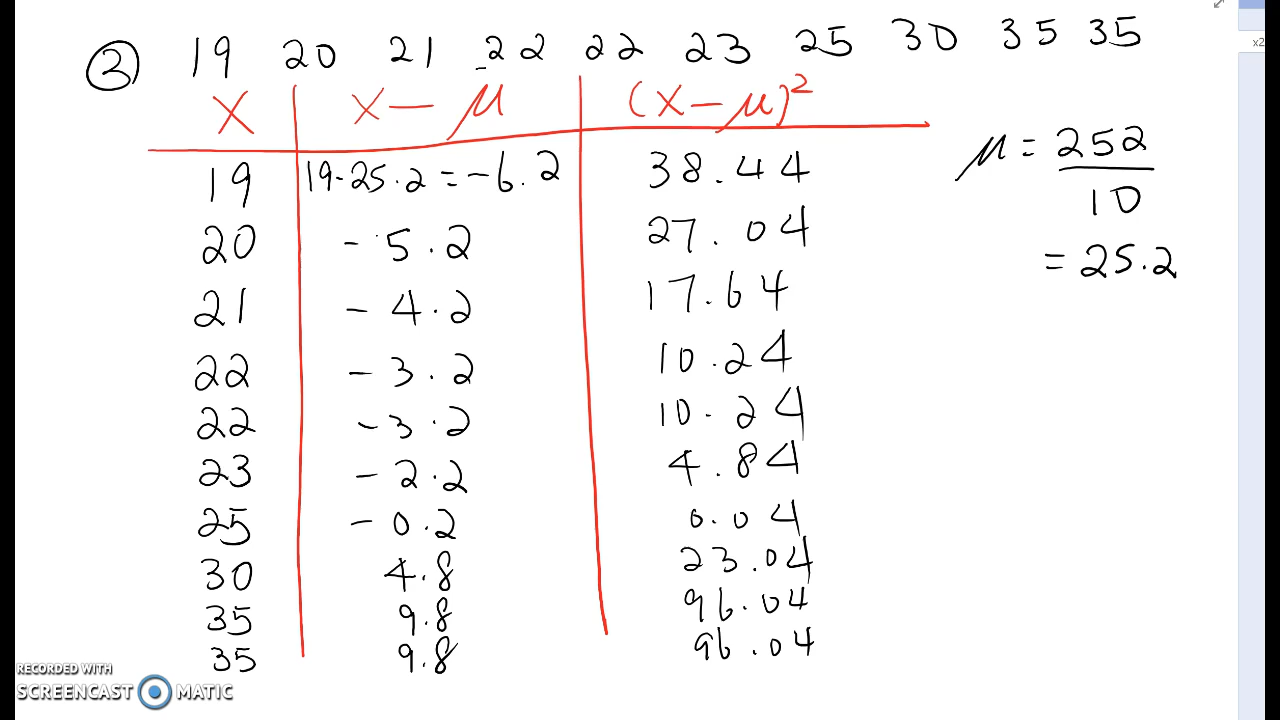 ② 19 20 21 22 22 23 25 30 35 35
X X − μ (X − μ)²
19 19-25.2 = -6.2 38.44
20 -5.2 27.04
21 -4.2 17.64
22 -3.2 10.24
22 -3.2 10.24
23 -2.2 4.84
25 -0.2 0.04
30 4.8 23.04
35 9.8 96.04
35 9.8 96.04
μ = 252
10
= 25.2
x2
RECORDED WITH
SCREENCAST MATIC